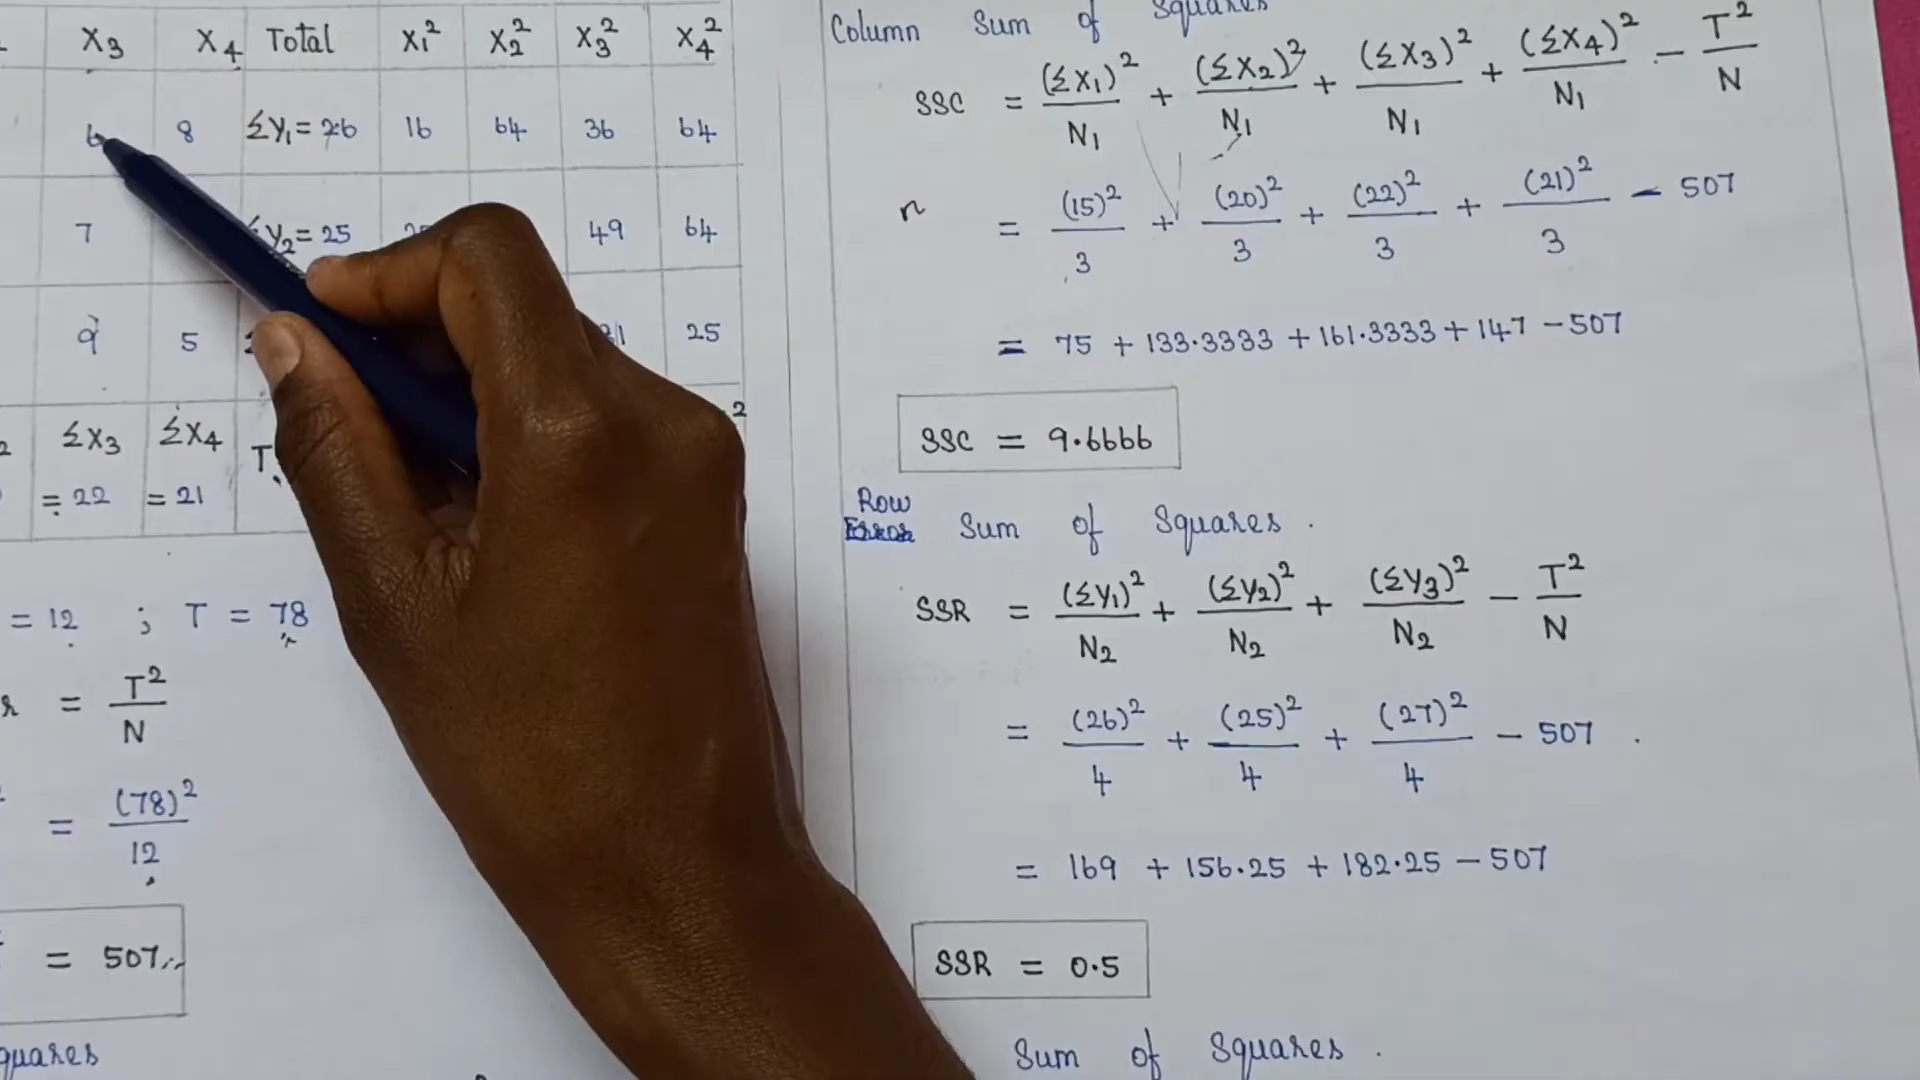 X3 X4 Total X1² X2² X3² X4²
6 8 ΣY1 = 26 16 64 36 64
7 ΣY2 = 25 49 64
9 5 25
ΣX3 ΣX4 T
= 22 = 21
= 12 ; T = 78
= T²/N
= (78)²/12
= 507
Column Sum of Squares
SSC = (ΣX1)²/N1 + (ΣX2)²/N1 + (ΣX3)²/N1 + (ΣX4)²/N1 - T²/N
= (15)²/3 + (20)²/3 + (22)²/3 + (21)²/3 - 507
= 75 + 133.3333 + 161.3333 + 147 - 507
SSC = 9.6666
Row
Error Sum of Squares.
SSR = (ΣY1)²/N2 + (ΣY2)²/N2 + (ΣY3)²/N2 - T²/N
= (26)²/4 + (25)²/4 + (27)²/4 - 507.
= 169 + 156.25 + 182.25 - 507
SSR = 0.5
Sum of Squares.